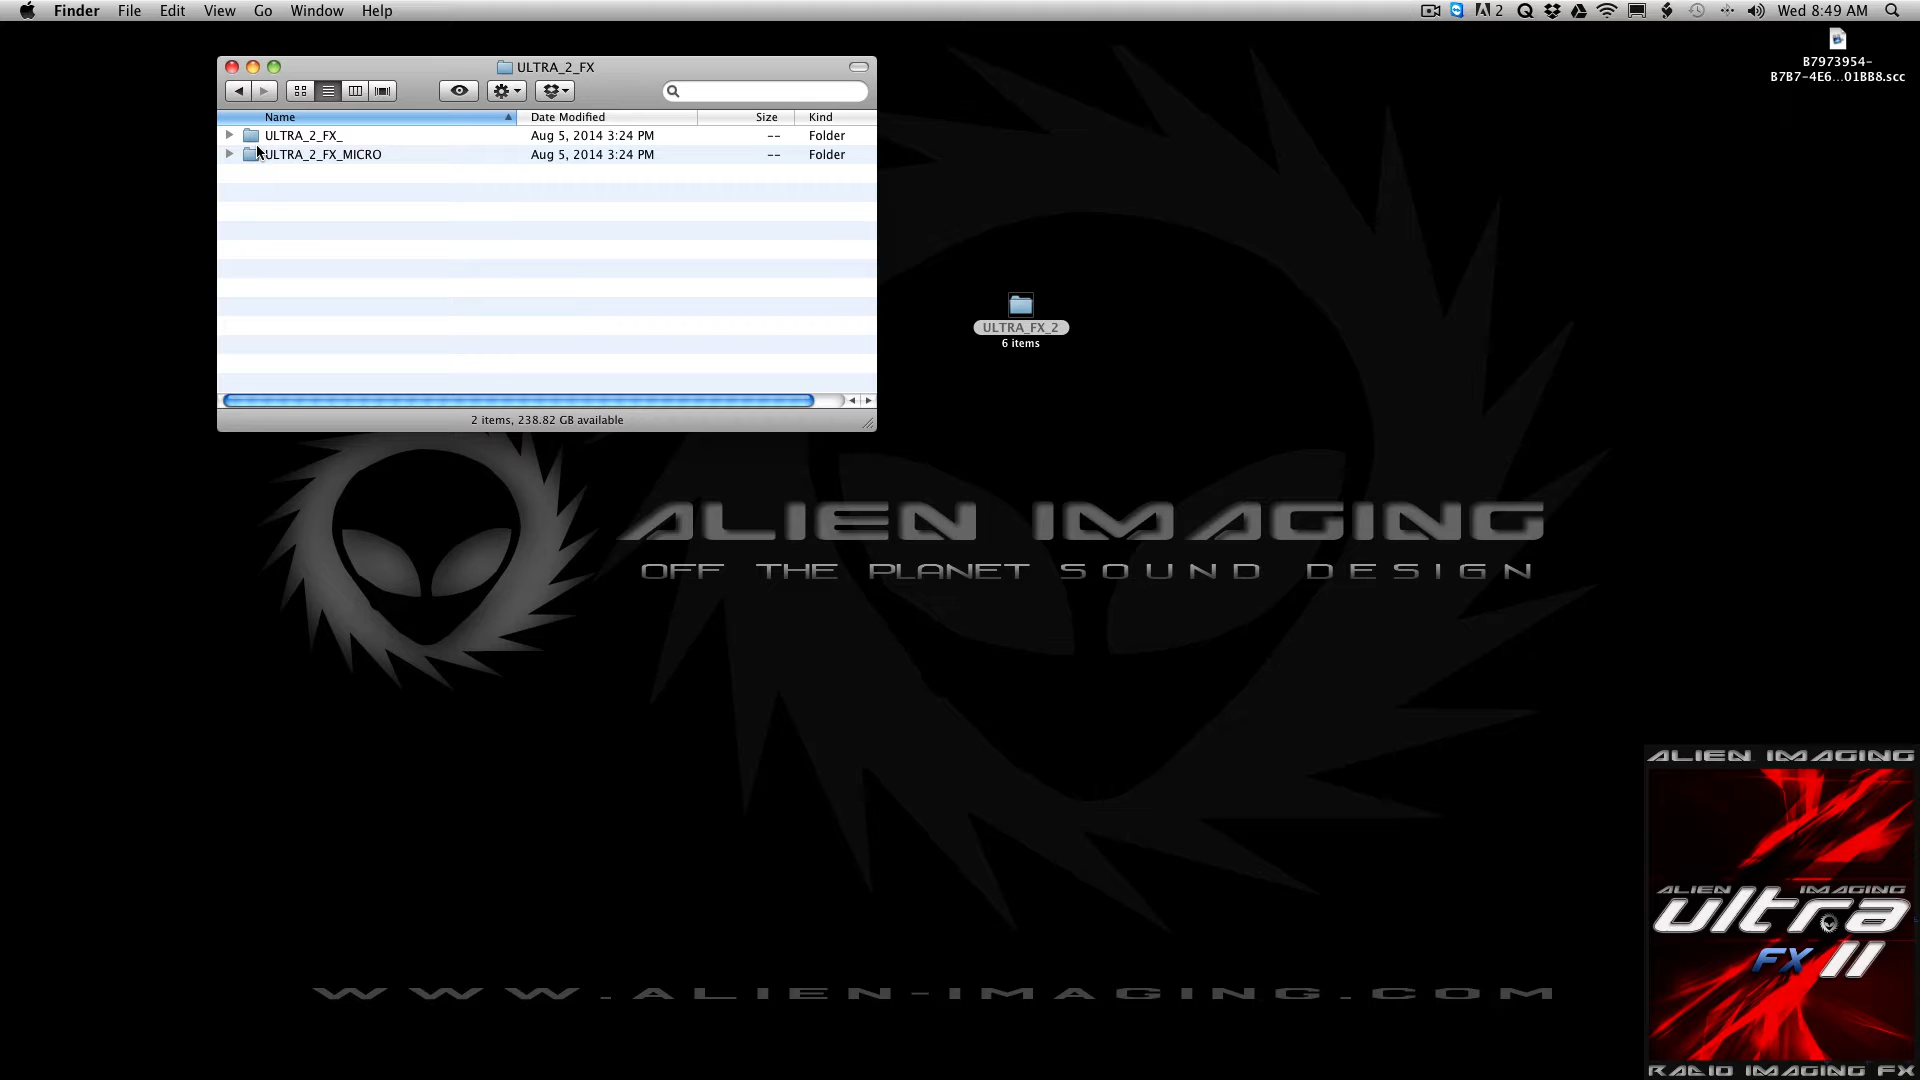 Finder File Edit View Go Window Help
2 Wed 8:49 AM
B7973954-
B7B7-4E6...01BB8.scc
ULTRA_2_FX
Name Date Modified Size Kind
ULTRA_2_FX_ Aug 5, 2014 3:24 PM -- Folder
ULTRA_2_FX_MICRO Aug 5, 2014 3:24 PM -- Folder
2 items, 238.82 GB available
ULTRA_FX_2
6 items
ALIEN IMAGING
OFF THE PLANET SOUND DESIGN
WWW.ALIEN-IMAGING.COM
ALIEN IMAGING
ALIEN IMAGING
ultra
FX II
RADIO IMAGING FX